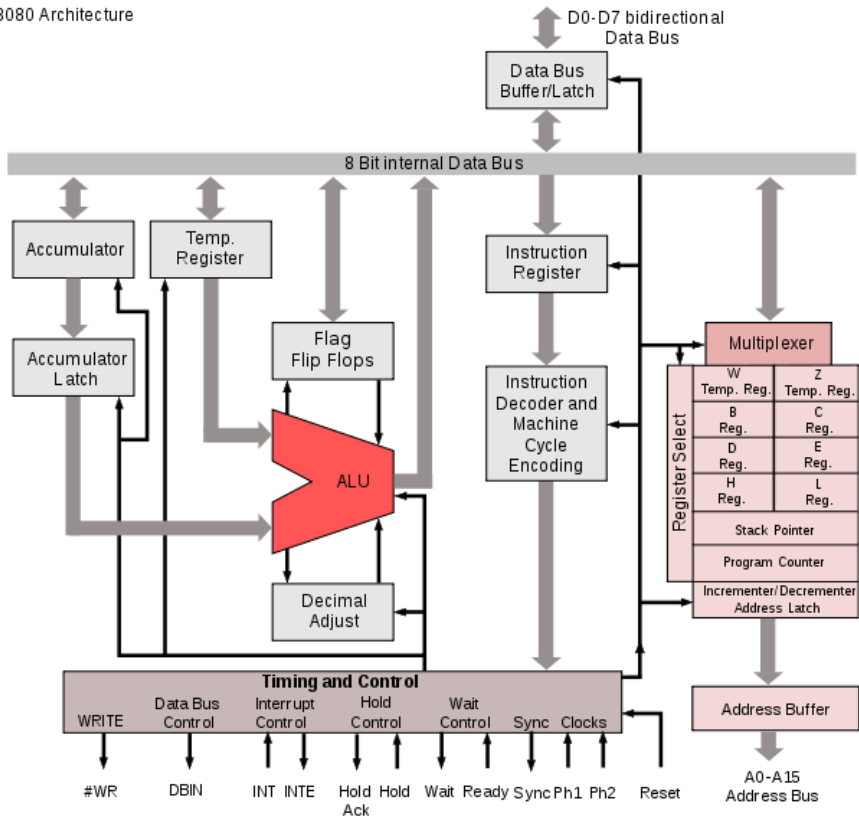 8080 Architecture
D0-D7 bidirectional
Data Bus
Data Bus
Buffer/Latch
8 Bit internal Data Bus
Accumulator
Temp.
Register
Instruction
Register
Accumulator
Latch
Flag
Flip Flops
Instruction
Decoder and
Machine
Cycle
Encoding
ALU
Decimal
Adjust
Multiplexer
Register Select
W
Temp. Reg.
Z
Temp. Reg.
B
Reg.
C
Reg.
D
Reg.
E
Reg.
H
Reg.
L
Reg.
Stack Pointer
Program Counter
Incrementer/Decrementer
Address Latch
Address Buffer
A0-A15
Address Bus
Timing and Control
WRITE
Data Bus
Control
Interrupt
Control
Hold
Control
Wait
Control
Sync
Clocks
#WR
DBIN
INT
INTE
Hold
Ack
Hold
Wait
Ready
Sync
Ph1
Ph2
Reset